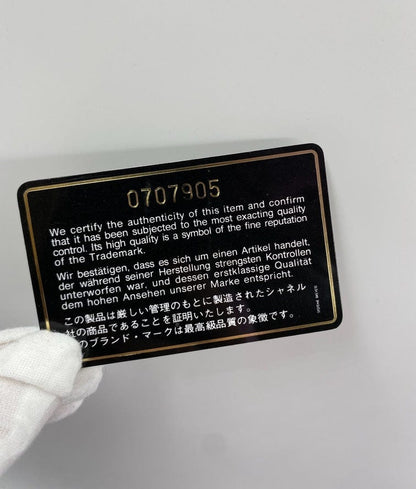 0707905
We certify the authenticity of this item and confirm
that it has been subjected to the most exacting quality
control. Its high quality is a symbol of the fine reputation
of the Trademark.
Wir bestätigen, dass es sich um einen Artikel handelt,
der während seiner Herstellung strengsten Kontrollen
unterworfen war, und dessen erstklassige Qualität
dem hohen Ansehen unserer Marke entspricht.
この製品は厳しい管理のもとに製造されたシャネル
社の商品であることを証明いたします。
のブランド・マークは最高級品質の象徴です。